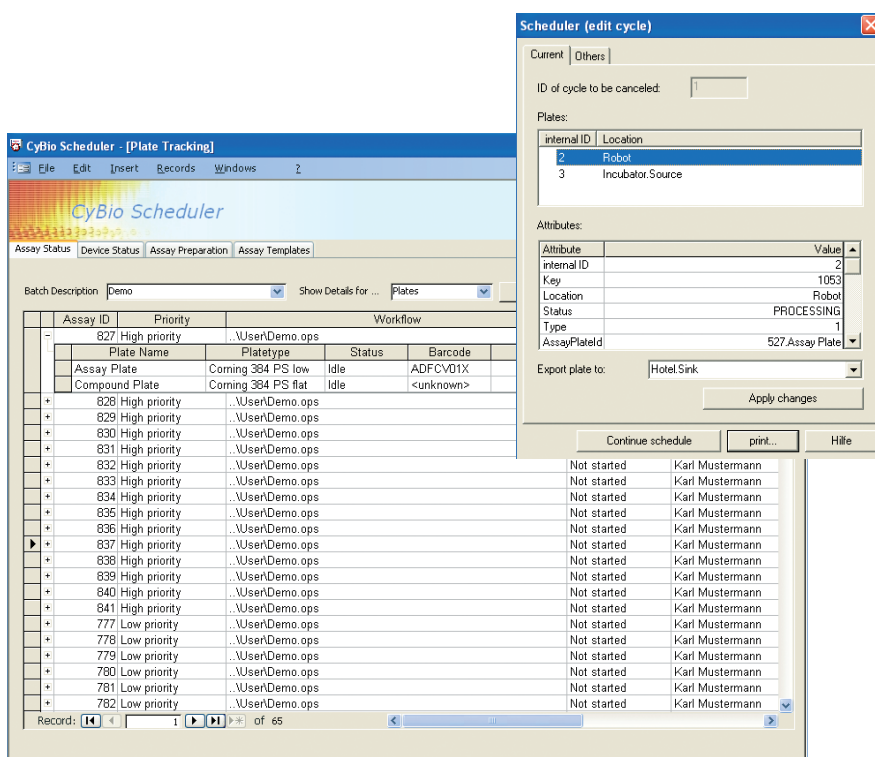 Scheduler (edit cycle)
Current Others
ID of cycle to be canceled: 1
Plates:
internal ID Location
2 Robot
3 Incubator.Source
Attributes:
Attribute Value
internal ID 2
Key 1053
Location Robot
Status PROCESSING
Type 1
AssayPlateId 527.Assay Plate
Export plate to: Hotel.Sink
Apply changes
Continue schedule print... Hilfe
CyBio Scheduler - [Plate Tracking]
File Edit Insert Records Windows ?
CyBio Scheduler
Assay Status Device Status Assay Preparation Assay Templates
Batch Description Demo Show Details for ... Plates
Assay ID Priority Workflow
827 High priority ..\User\Demo.ops
Plate Name Platetype Status Barcode
Assay Plate Corning 384 PS low Idle ADFCV01X
Compound Plate Corning 384 PS flat Idle <unknown>
828 High priority ..\User\Demo.ops
829 High priority ..\User\Demo.ops
830 High priority ..\User\Demo.ops
831 High priority ..\User\Demo.ops
832 High priority ..\User\Demo.ops Not started Karl Mustermann
833 High priority ..\User\Demo.ops Not started Karl Mustermann
834 High priority ..\User\Demo.ops Not started Karl Mustermann
835 High priority ..\User\Demo.ops Not started Karl Mustermann
836 High priority ..\User\Demo.ops Not started Karl Mustermann
837 High priority ..\User\Demo.ops Not started Karl Mustermann
838 High priority ..\User\Demo.ops Not started Karl Mustermann
839 High priority ..\User\Demo.ops Not started Karl Mustermann
840 High priority ..\User\Demo.ops Not started Karl Mustermann
841 High priority ..\User\Demo.ops Not started Karl Mustermann
777 Low priority ..\User\Demo.ops Not started Karl Mustermann
778 Low priority ..\User\Demo.ops Not started Karl Mustermann
779 Low priority ..\User\Demo.ops Not started Karl Mustermann
780 Low priority ..\User\Demo.ops Not started Karl Mustermann
781 Low priority ..\User\Demo.ops Not started Karl Mustermann
782 Low priority ..\User\Demo.ops Not started Karl Mustermann
Record: 1 of 65